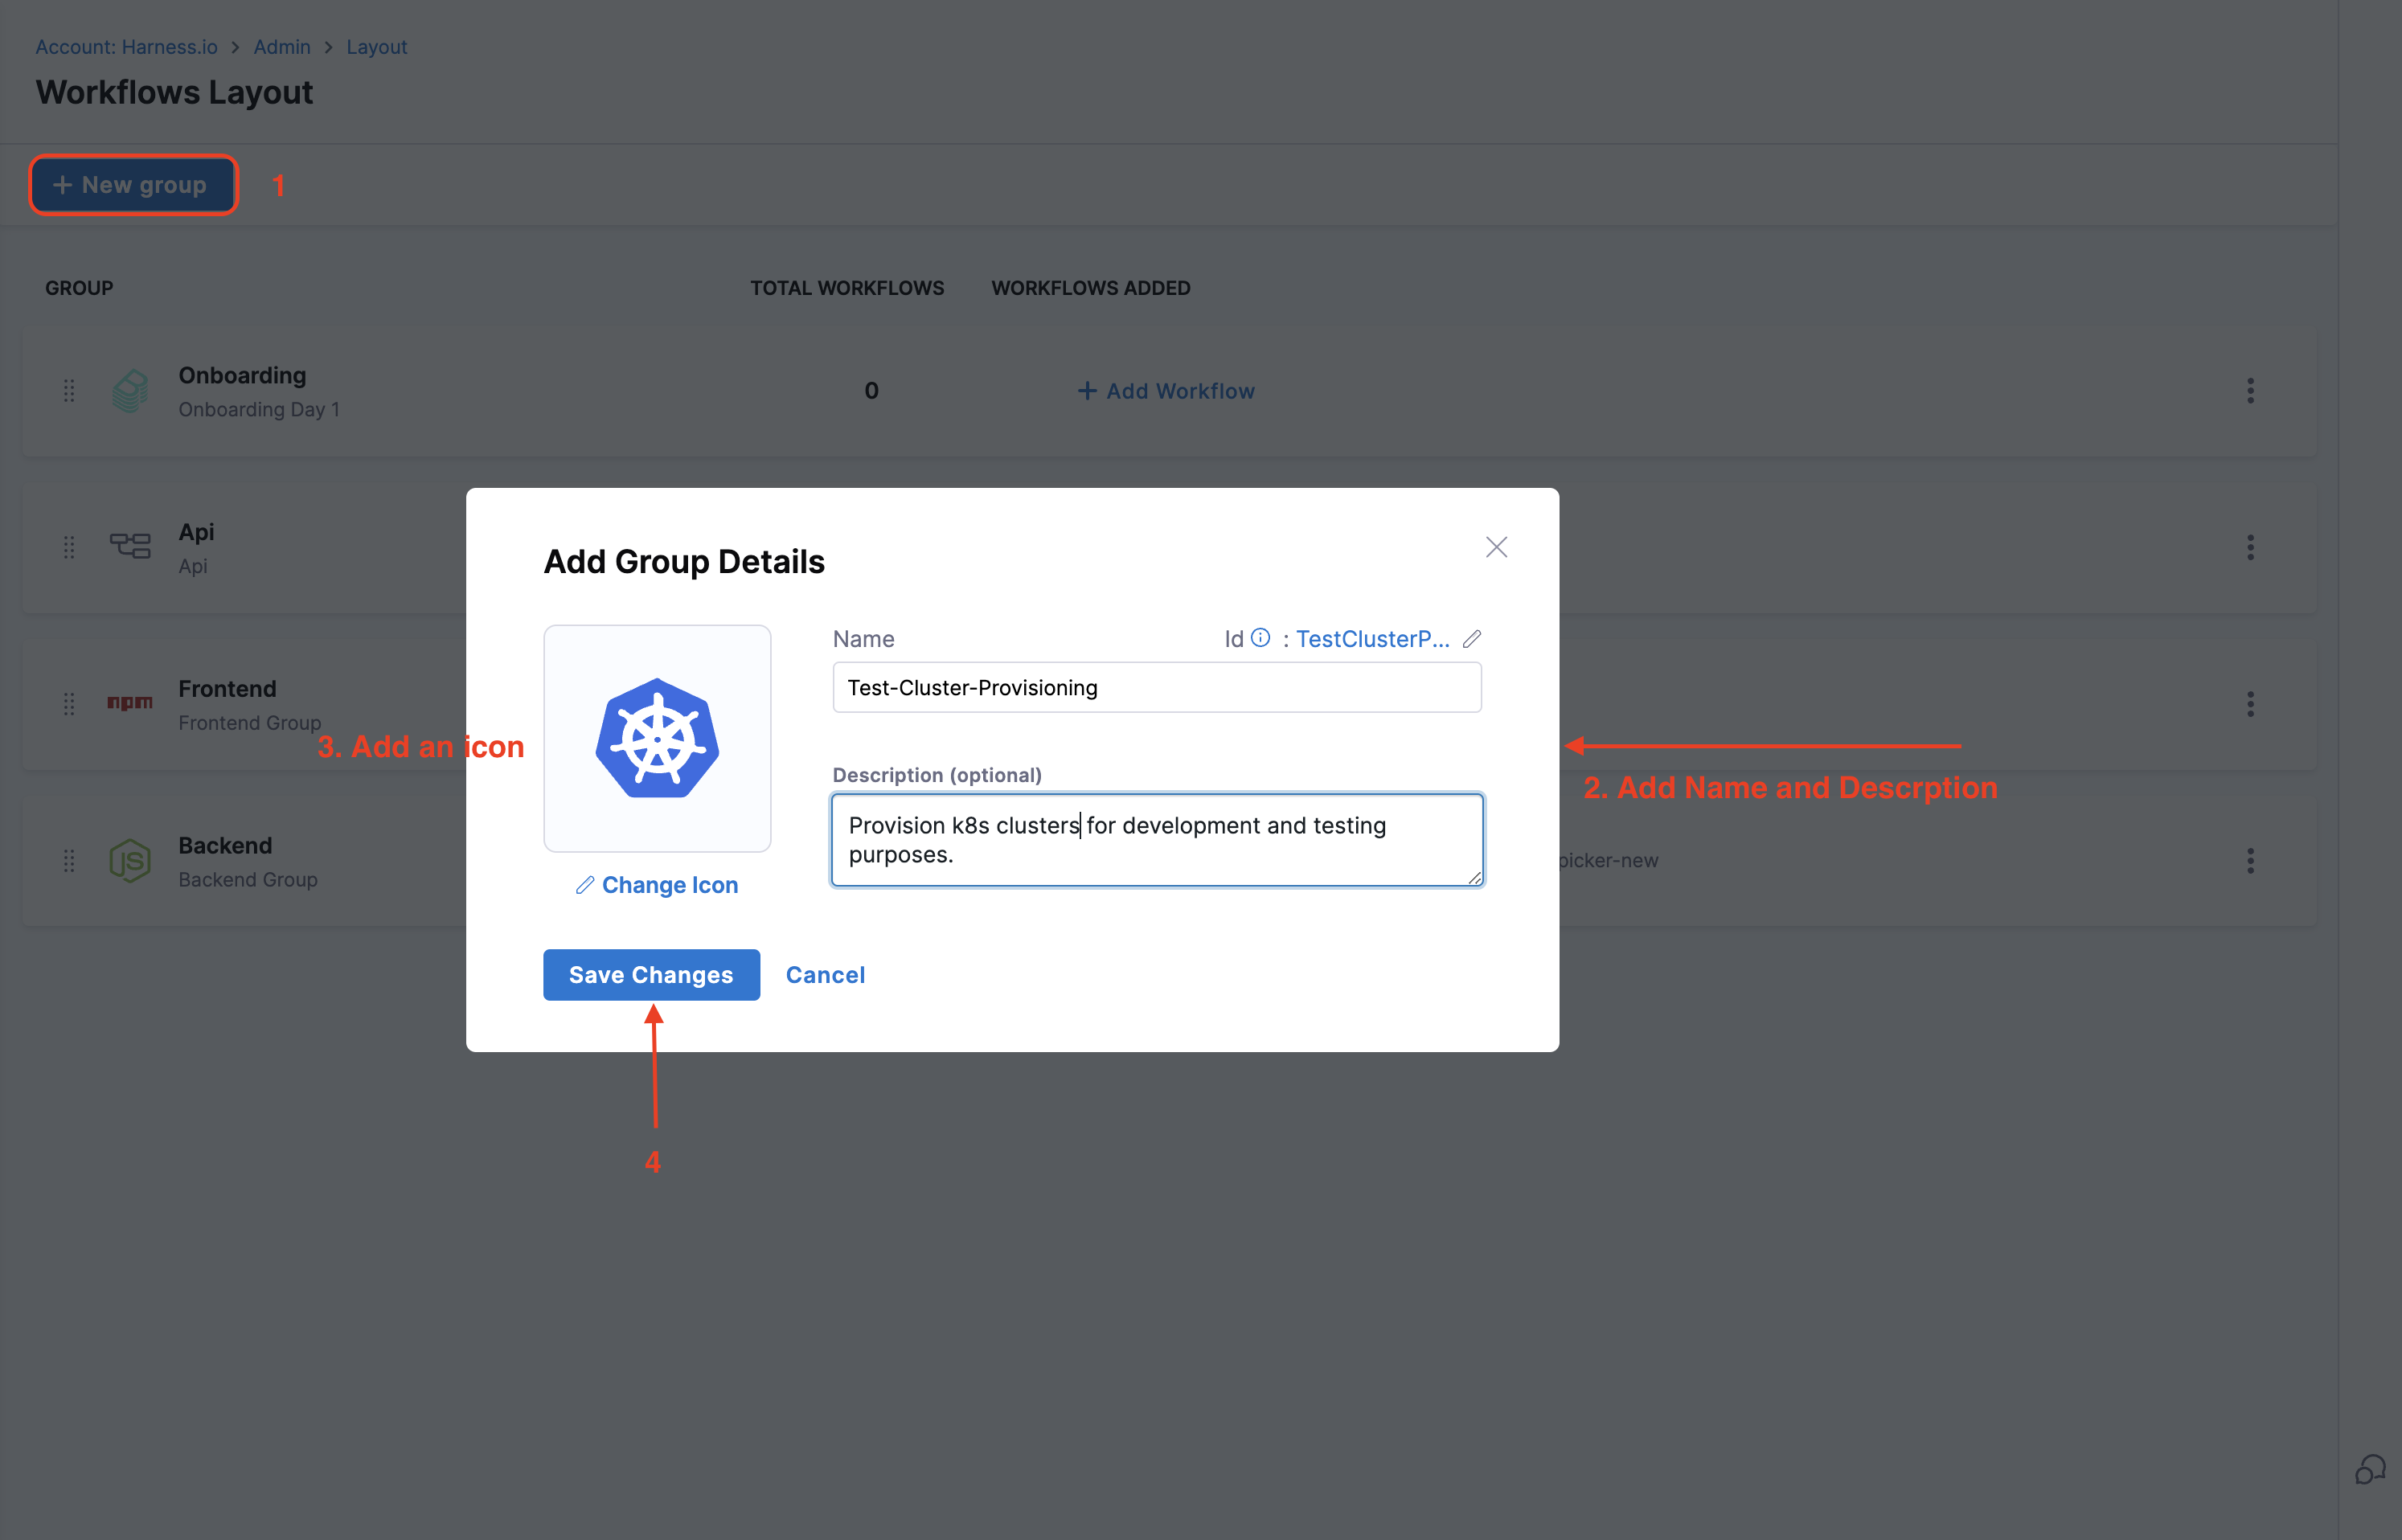 Account: Harness.io > Admin > Layout
Workflows Layout
+ New group 1
GROUP TOTAL WORKFLOWS WORKFLOWS ADDED
Onboarding
Onboarding Day 1
0 + Add Workflow
Api
Api
npm
Frontend
Frontend Group
JS
Backend
Backend Group
picker-new
Add Group Details
Name Id : TestClusterP...
Test-Cluster-Provisioning
3. Add an icon
Description (optional)
Provision k8s clusters for development and testing
purposes.
2. Add Name and Descrption
Change Icon
Save Changes Cancel
4